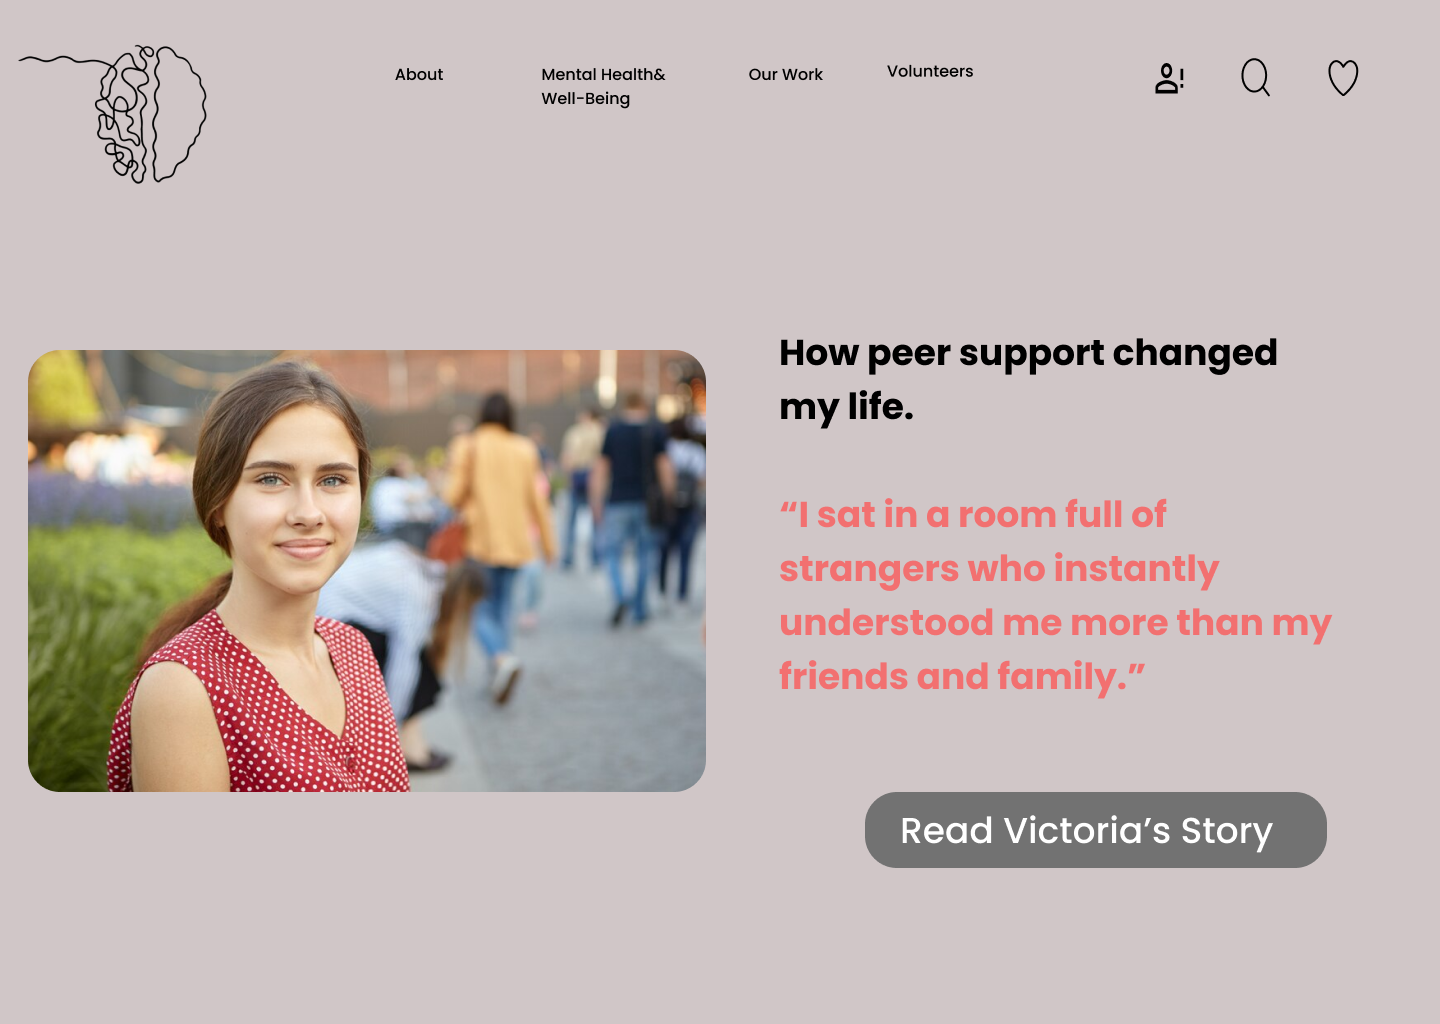 About
Mental Health&
Well-Being
Our Work
Volunteers
How peer support changed
my life.
“I sat in a room full of
strangers who instantly
understood me more than my
friends and family.”
Read Victoria’s Story